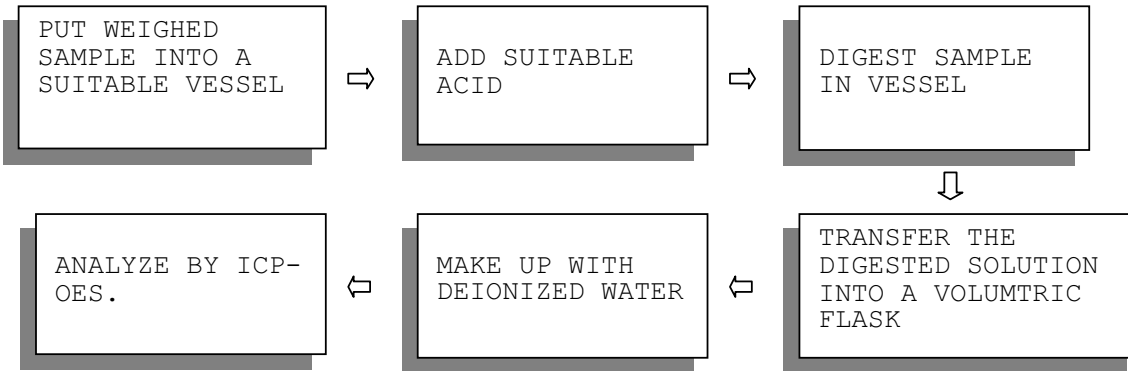 PUT WEIGHED
SAMPLE INTO A
SUITABLE VESSEL
ADD SUITABLE
ACID
DIGEST SAMPLE
IN VESSEL
TRANSFER THE
DIGESTED SOLUTION
INTO A VOLUMTRIC
FLASK
MAKE UP WITH
DEIONIZED WATER
ANALYZE BY ICP-
OES.